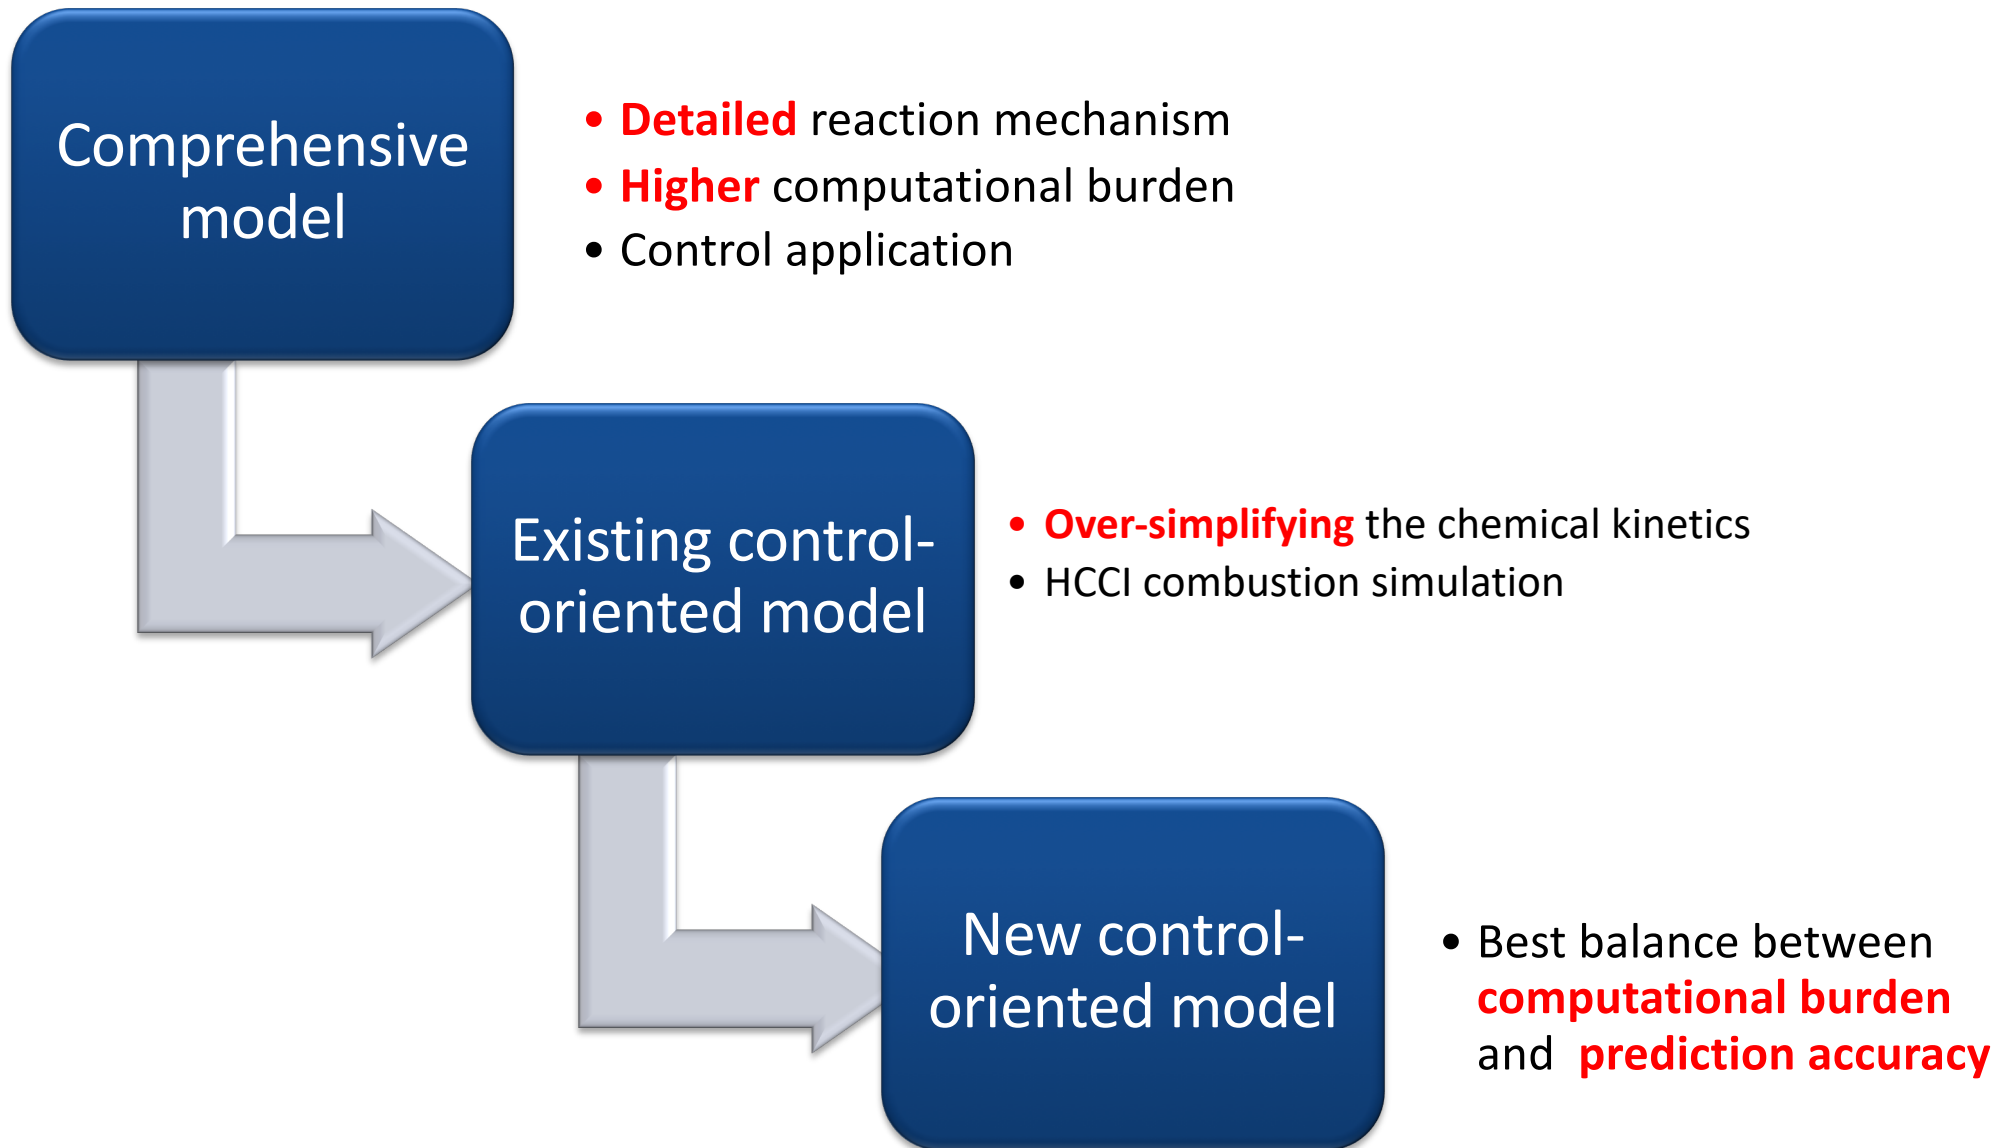 Comprehensive
model
• Detailed reaction mechanism
• Higher computational burden
• Control application
Existing control-
oriented model
• Over-simplifying the chemical kinetics
• HCCI combustion simulation
New control-
oriented model
• Best balance between
computational burden
and prediction accuracy